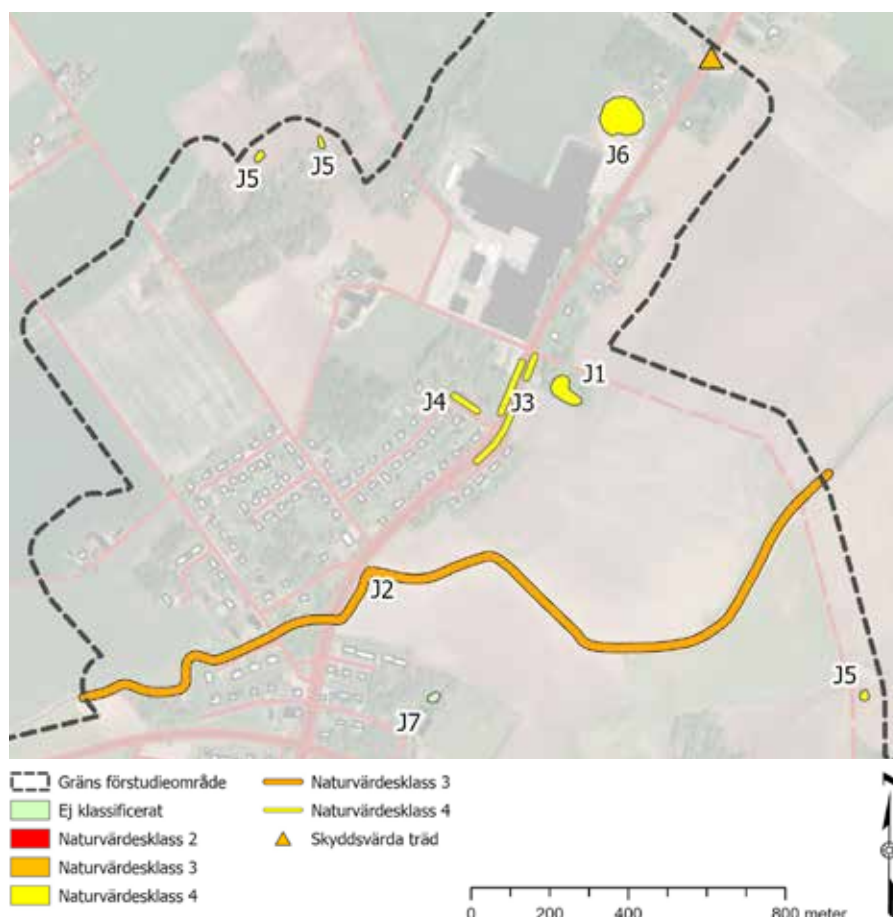 J6
J5
J5
J1
J4
J3
J2
J5
J7
Gräns förstudieområde
Ej klassificerat
Naturvärdesklass 2
Naturvärdesklass 3
Naturvärdesklass 4
Naturvärdesklass 3
Naturvärdesklass 4
Skyddsvärda träd
0 200 400 800 meter